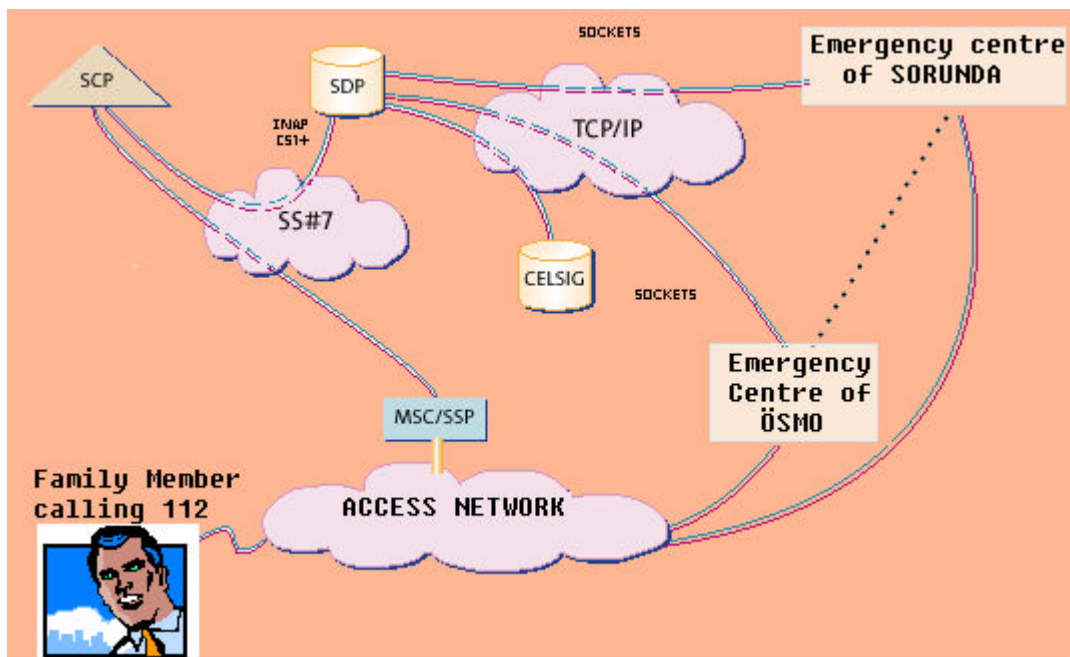 SOCKETS
Emergency centre
of SORUNDA
SCP
SDP
INAP
CS1+
TCP/IP
SS#7
CELSIG
SOCKETS
Emergency
Centre of
ÖSMO
MSC/SSP
Family Member
calling 112
ACCESS NETWORK